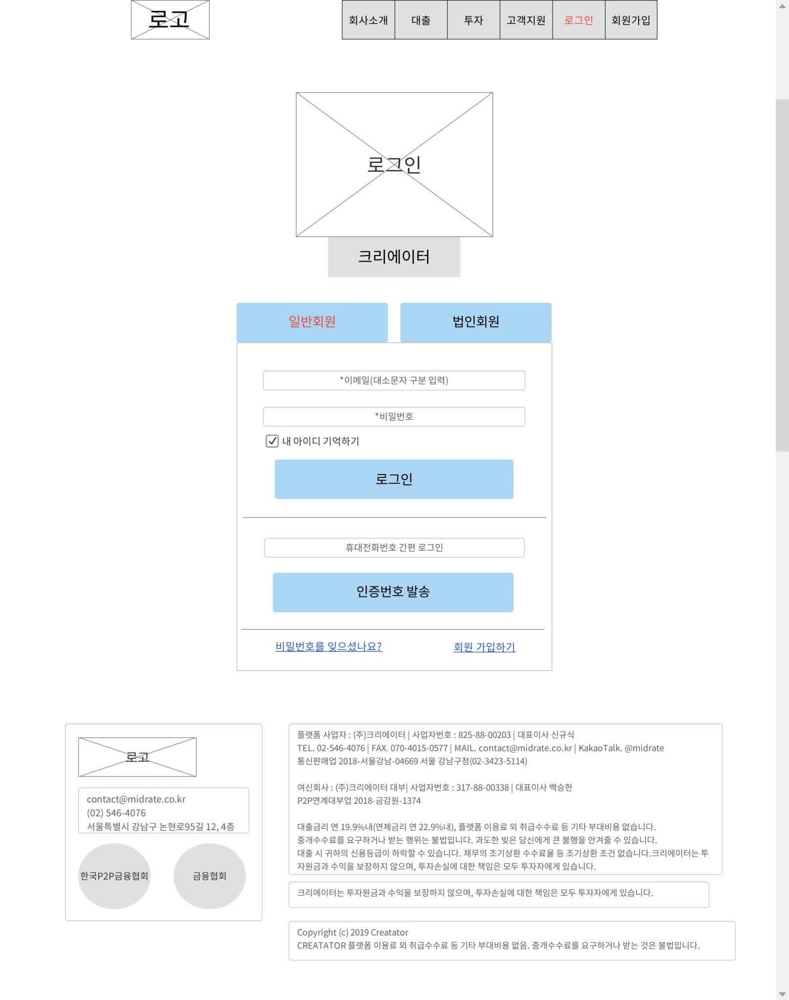 로고
회사소개 대출 투자 고객지원 로그인 회원가입
로그인
크리에이터
일반회원 법인회원
*이메일(대소문자 구분 입력)
*비밀번호
내 아이디 기억하기
로그인
휴대전화번호 간편 로그인
인증번호 발송
비밀번호를 잊으셨나요? 회원 가입하기
로고
contact@midrate.co.kr
(02) 546-4076
서울특별시 강남구 논현로95길 12, 4층
한국P2P금융협회 금융협회
플랫폼 사업자 : (주)크리에이터 | 사업자번호 : 825-88-00203 | 대표이사 신규식
TEL. 02-546-4076 | FAX. 070-4015-0577 | MAIL. contact@midrate.co.kr | KakaoTalk. @midrate
통신판매업 2018-서울강남-04669 서울 강남구청(02-3423-5114)
여신회사 : (주)크리에이터 대부| 사업자번호 : 317-88-00338 | 대표이사 백승한
P2P연계대부업 2018-금감원-1374
대출금리 연 19.9%내(연체금리 연 22.9%내), 플랫폼 이용료 외 취급수수료 등 기타 부대비용 없습니다.
중개수수료를 요구하거나 받는 행위는 불법입니다. 과도한 빚은 당신에게 큰 불행을 안겨줄 수 있습니다.
대출 시 귀하의 신용등급이 하락할 수 있습니다. 채무의 조기상환 수수료율 등 조기상환 조건 없습니다.크리에이터는 투
자원금과 수익을 보장하지 않으며, 투자손실에 대한 책임은 모두 투자자에게 있습니다.
크리에이터는 투자원금과 수익을 보장하지 않으며, 투자손실에 대한 책임은 모두 투자자에게 있습니다.
Copyright (c) 2019 Creatator
CREATATOR 플랫폼 이용료 외 취급수수료 등 기타 부대비용 없음. 중개수수료를 요구하거나 받는 것은 불법입니다.